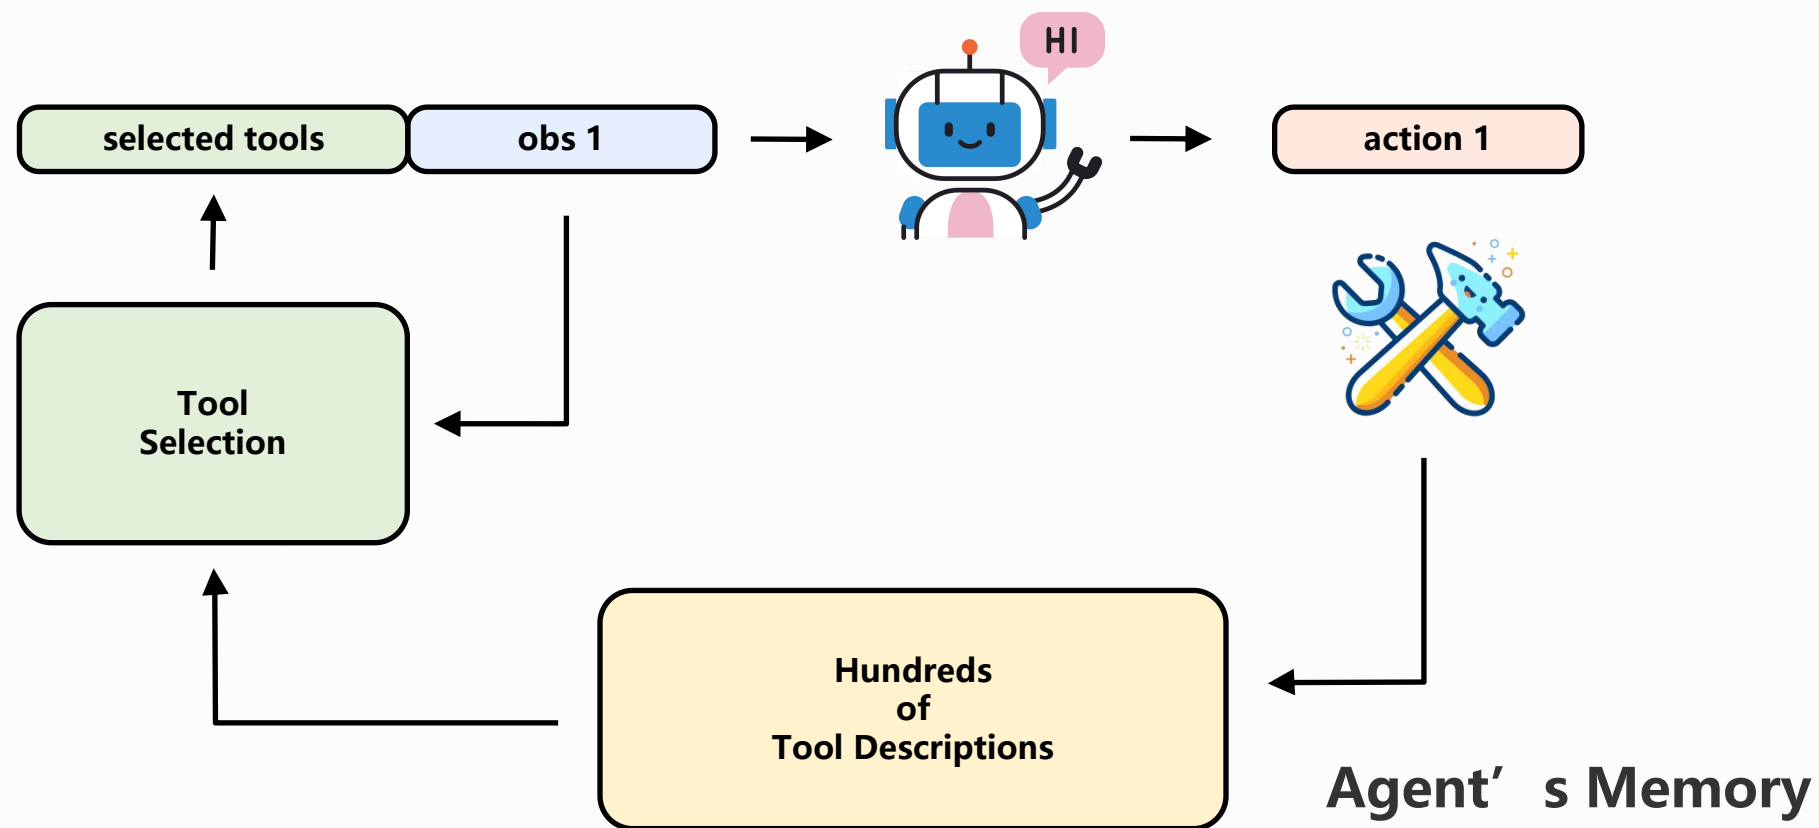 HI
selected tools
obs 1
action 1
Tool
Selection
Hundreds
of
Tool Descriptions
Agent’s Memory